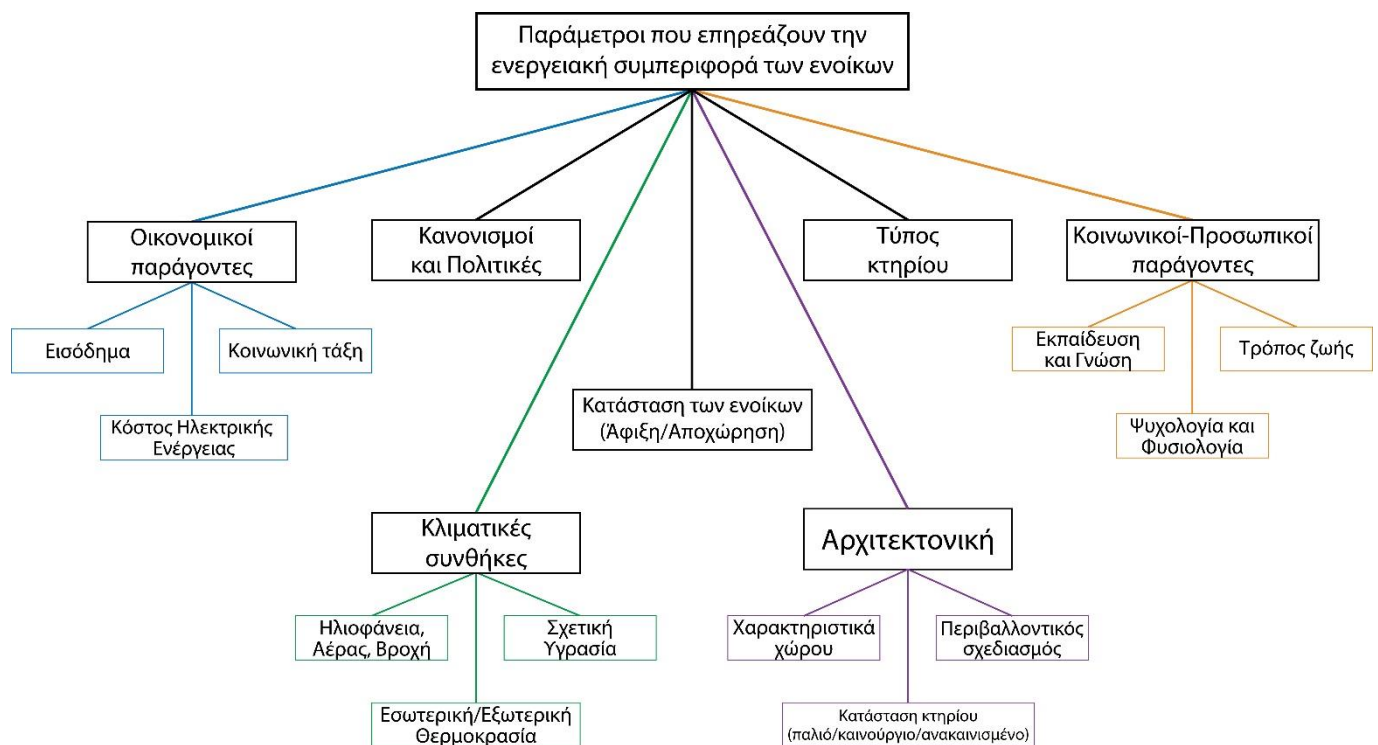 Παράμετροι που επηρεάζουν την
ενεργειακή συμπεριφορά των ενοίκων
Οικονομικοί
παράγοντες
Κανονισμοί
και Πολιτικές
Τύπος
κτηρίου
Κοινωνικοί-Προσωπικοί
παράγοντες
Εισόδημα
Κοινωνική τάξη
Κόστος Ηλεκτρικής
Ενέργειας
Εκπαίδευση
και Γνώση
Τρόπος ζωής
Ψυχολογία και
Φυσιολογία
Κατάσταση των ενοίκων
(Άφιξη/Αποχώρηση)
Κλιματικές
συνθήκες
Αρχιτεκτονική
Ηλιοφάνεια,
Αέρας, Βροχή
Σχετική
Υγρασία
Εσωτερική/Εξωτερική
Θερμοκρασία
Χαρακτηριστικά
χώρου
Περιβαλλοντικός
σχεδιασμός
Κατάσταση κτηρίου
(παλιό/καινούργιο/ανακαινισμένο)